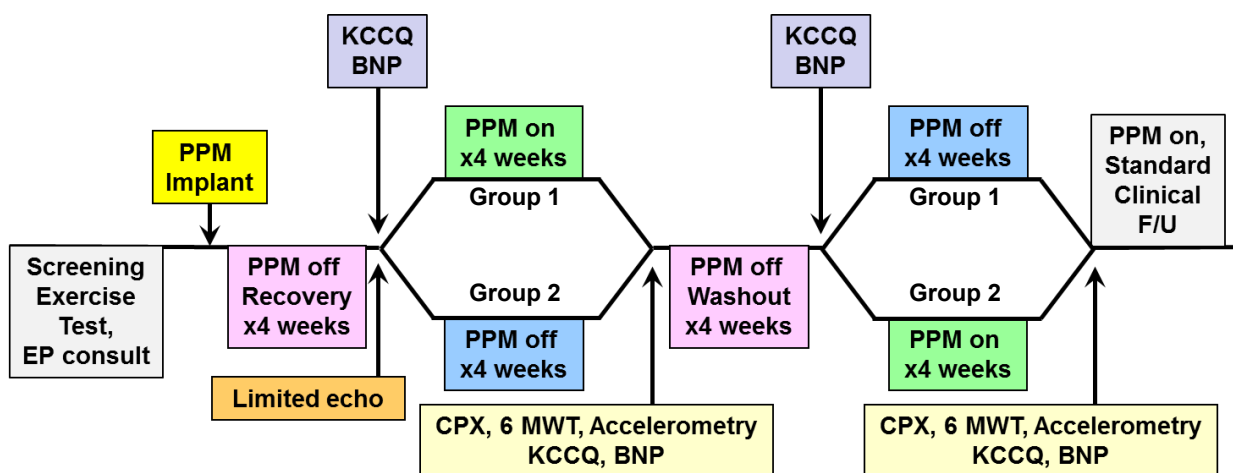 Screening
Exercise
Test,
EP consult
PPM
Implant
PPM off
Recovery
x4 weeks
KCCQ
BNP
Limited echo
PPM on
x4 weeks
Group 1
Group 2
PPM off
x4 weeks
CPX, 6 MWT, Accelerometry
KCCQ, BNP
PPM off
Washout
x4 weeks
KCCQ
BNP
PPM off
x4 weeks
Group 1
Group 2
PPM on
x4 weeks
CPX, 6 MWT, Accelerometry
KCCQ, BNP
PPM on,
Standard
Clinical
F/U